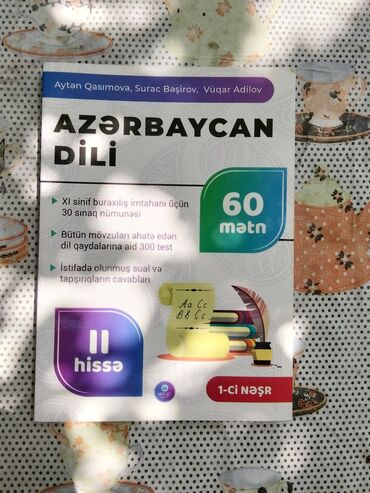 Aytən Qasımova, Surac Bəşirov, Vüqar Adilov
AZƏRBAYCAN
DİLİ
XI sinif buraxılış imtahanı üçün
30 sınaq nümunəsi
Bütün mövzuları əhatə edən
dil qaydalarına aid 300 test
İstifadə olunmuş sual və
tapşırıqların cavabları
60
mətn
Aa Cc
Bb Cc
II
hissə
1-Cİ NƏŞR